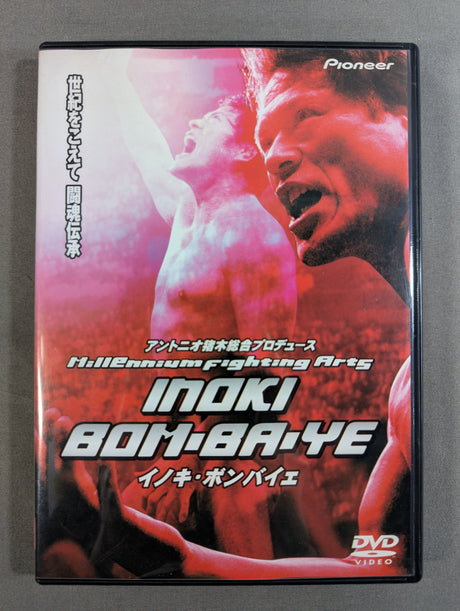 Pioneer
世紀をこえて 闘魂伝承
アントニオ猪木総合プロデュース
Millennium Fighting Arts
INOKI
BOM-BA-YE
イノキ・ボンバイエ
DVD
VIDEO